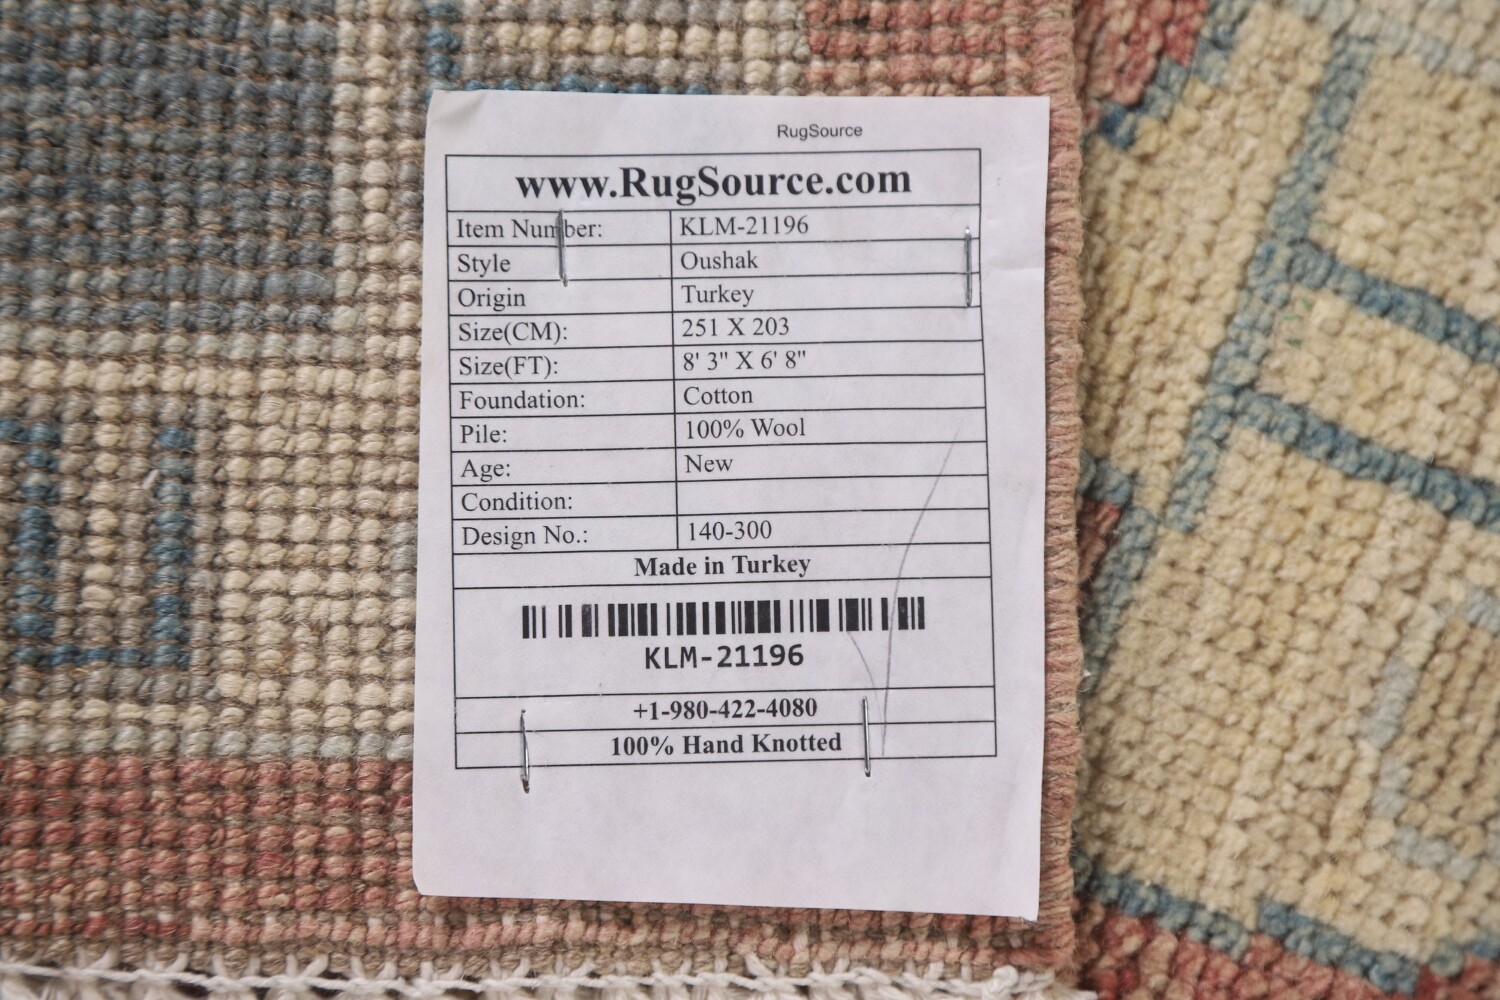 RugSource
www.RugSource.com
Item Number: KLM-21196
Style Oushak
Origin Turkey
Size(CM): 251 X 203
Size(FT): 8' 3" X 6' 8"
Foundation: Cotton
Pile: 100% Wool
Age: New
Condition:
Design No.: 140-300
Made in Turkey
KLM-21196
+1-980-422-4080
100% Hand Knotted